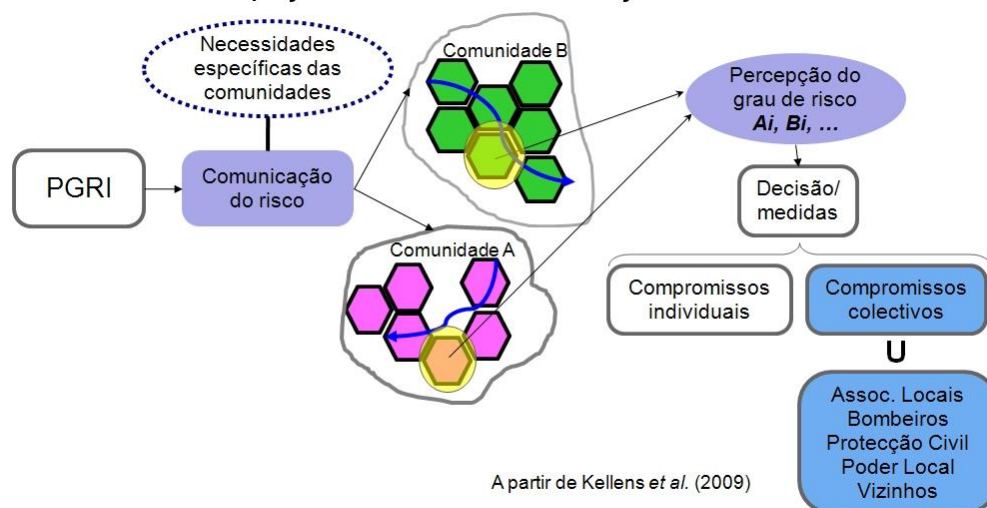 Necessidades
específicas das
comunidades
PGRI
Comunicação
do risco
Comunidade B
Comunidade A
Percepção do
grau de risco
Ai, Bi, ...
Decisão/
medidas
Compromissos
individuais
Compromissos
colectivos
U
Assoc. Locais
Bombeiros
Protecção Civil
Poder Local
Vizinhos
A partir de Kellens et al. (2009)